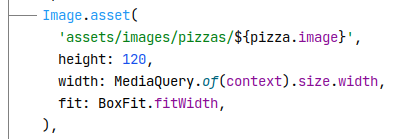 Image.asset(
'assets/images/pizzas/${pizza.image}',
height: 120,
width: MediaQuery.of(context).size.width,
fit: BoxFit.fitWidth,
),